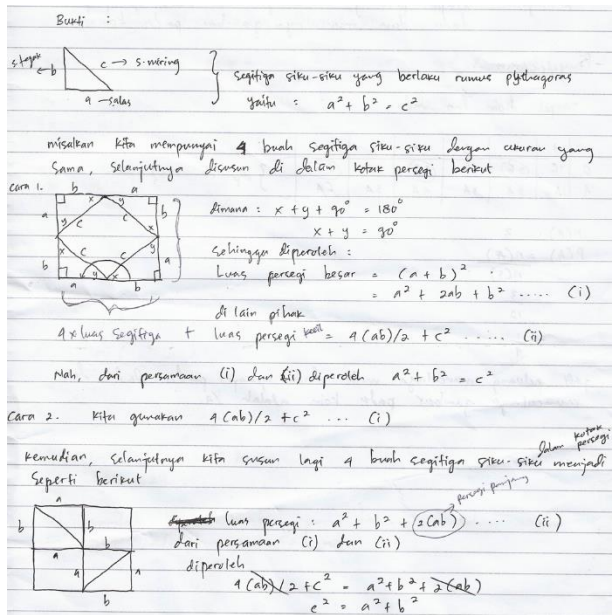 Bukti :
s tegak b c → s. miring
a → s alas
Segitiga siku-siku yang berlaku rumus phythagoras
yaitu : a² + b² = c²
misalkan kita mempunyai 4 buah segitiga siku-siku dengan ukuran yang
sama, selanjutnya disusun di dalam kotak persegi berikut
cara 1.
b a
a x y b
y c c x
x c c y
b y x a
a b
dimana : x + y + 90° = 180°
x + y = 90°
sehingga diperoleh :
Luas persegi besar = (a + b)²
= a² + 2ab + b² ..... (i)
di lain pihak
4 x luas segitiga + luas persegi kecil = 4(ab)/2 + c² ..... (ii)
Nah, dari persamaan (i) dan (ii) diperoleh a² + b² = c²
Cara 2. Kita gunakan 4(ab)/2 + c² ... (i)
kemudian, selanjutnya kita susun lagi 4 buah segitiga siku-siku menjadi dalam kotak persegi
seperti berikut
a
b b
a b
a
b
luas persegi : a² + b² + 2(ab) .... (ii)
persegi panjang
dari persamaan (i) dan (ii)
diperoleh
4(ab)/2 + c² = a² + b² + 2(ab)
c² = a² + b²